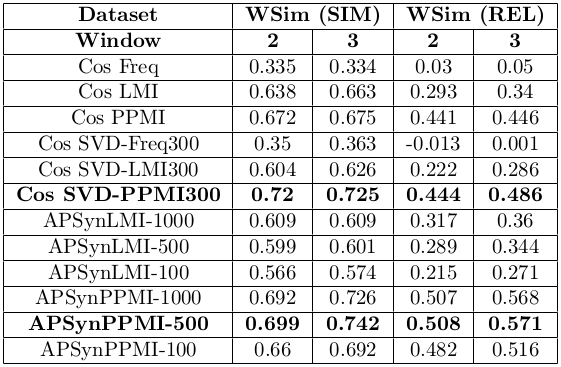 Dataset WSim (SIM) WSim (REL)
Window 2 3 2 3
Cos Freq 0.335 0.334 0.03 0.05
Cos LMI 0.638 0.663 0.293 0.34
Cos PPMI 0.672 0.675 0.441 0.446
Cos SVD-Freq300 0.35 0.363 -0.013 0.001
Cos SVD-LMI300 0.604 0.626 0.222 0.286
Cos SVD-PPMI300 0.72 0.725 0.444 0.486
APSynLMI-1000 0.609 0.609 0.317 0.36
APSynLMI-500 0.599 0.601 0.289 0.344
APSynLMI-100 0.566 0.574 0.215 0.271
APSynPPMI-1000 0.692 0.726 0.507 0.568
APSynPPMI-500 0.699 0.742 0.508 0.571
APSynPPMI-100 0.66 0.692 0.482 0.516